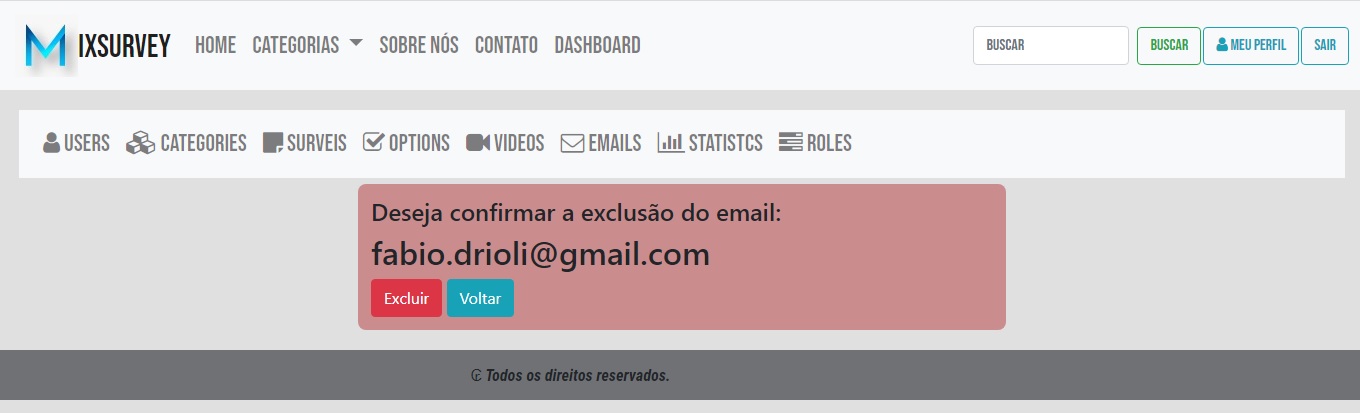 MIXSURVEY HOME CATEGORIAS SOBRE NÓS CONTATO DASHBOARD BUSCAR BUSCAR MEU PERFIL SAIR
USERS CATEGORIES SURVEIS OPTIONS VIDEOS EMAILS STATISTCS ROLES
Deseja confirmar a exclusão do email:
fabio.drioli@gmail.com
Excluir Voltar
₢ Todos os direitos reservados.